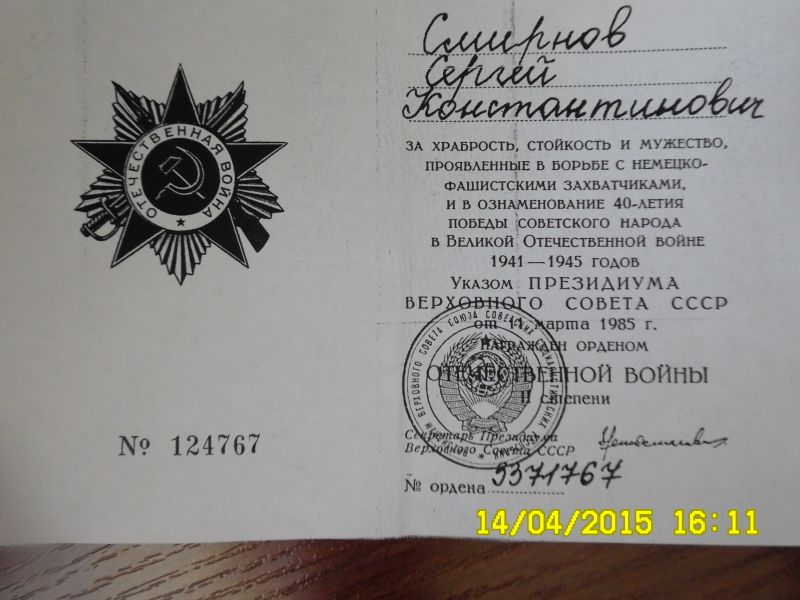 ОТЕЧЕСТВЕННАЯ ВОЙНА
№ 124767
Смирнов
Сергей
Константинович
ЗА ХРАБРОСТЬ, СТОЙКОСТЬ И МУЖЕСТВО,
ПРОЯВЛЕННЫЕ В БОРЬБЕ С НЕМЕЦКО-
ФАШИСТСКИМИ ЗАХВАТЧИКАМИ,
И В ОЗНАМЕНОВАНИЕ 40-ЛЕТИЯ
ПОБЕДЫ СОВЕТСКОГО НАРОДА
В ВЕЛИКОЙ ОТЕЧЕСТВЕННОЙ ВОЙНЕ
1941—1945 ГОДОВ
УКАЗОМ ПРЕЗИДИУМА
ВЕРХОВНОГО СОВЕТА СССР
от 11 марта 1985 г.
НАГРАЖДЕН ОРДЕНОМ
ОТЕЧЕСТВЕННОЙ ВОЙНЫ
II степени
Секретарь Президиума
Верховного Совета СССР
№ ордена 3371767
14/04/2015 16:11